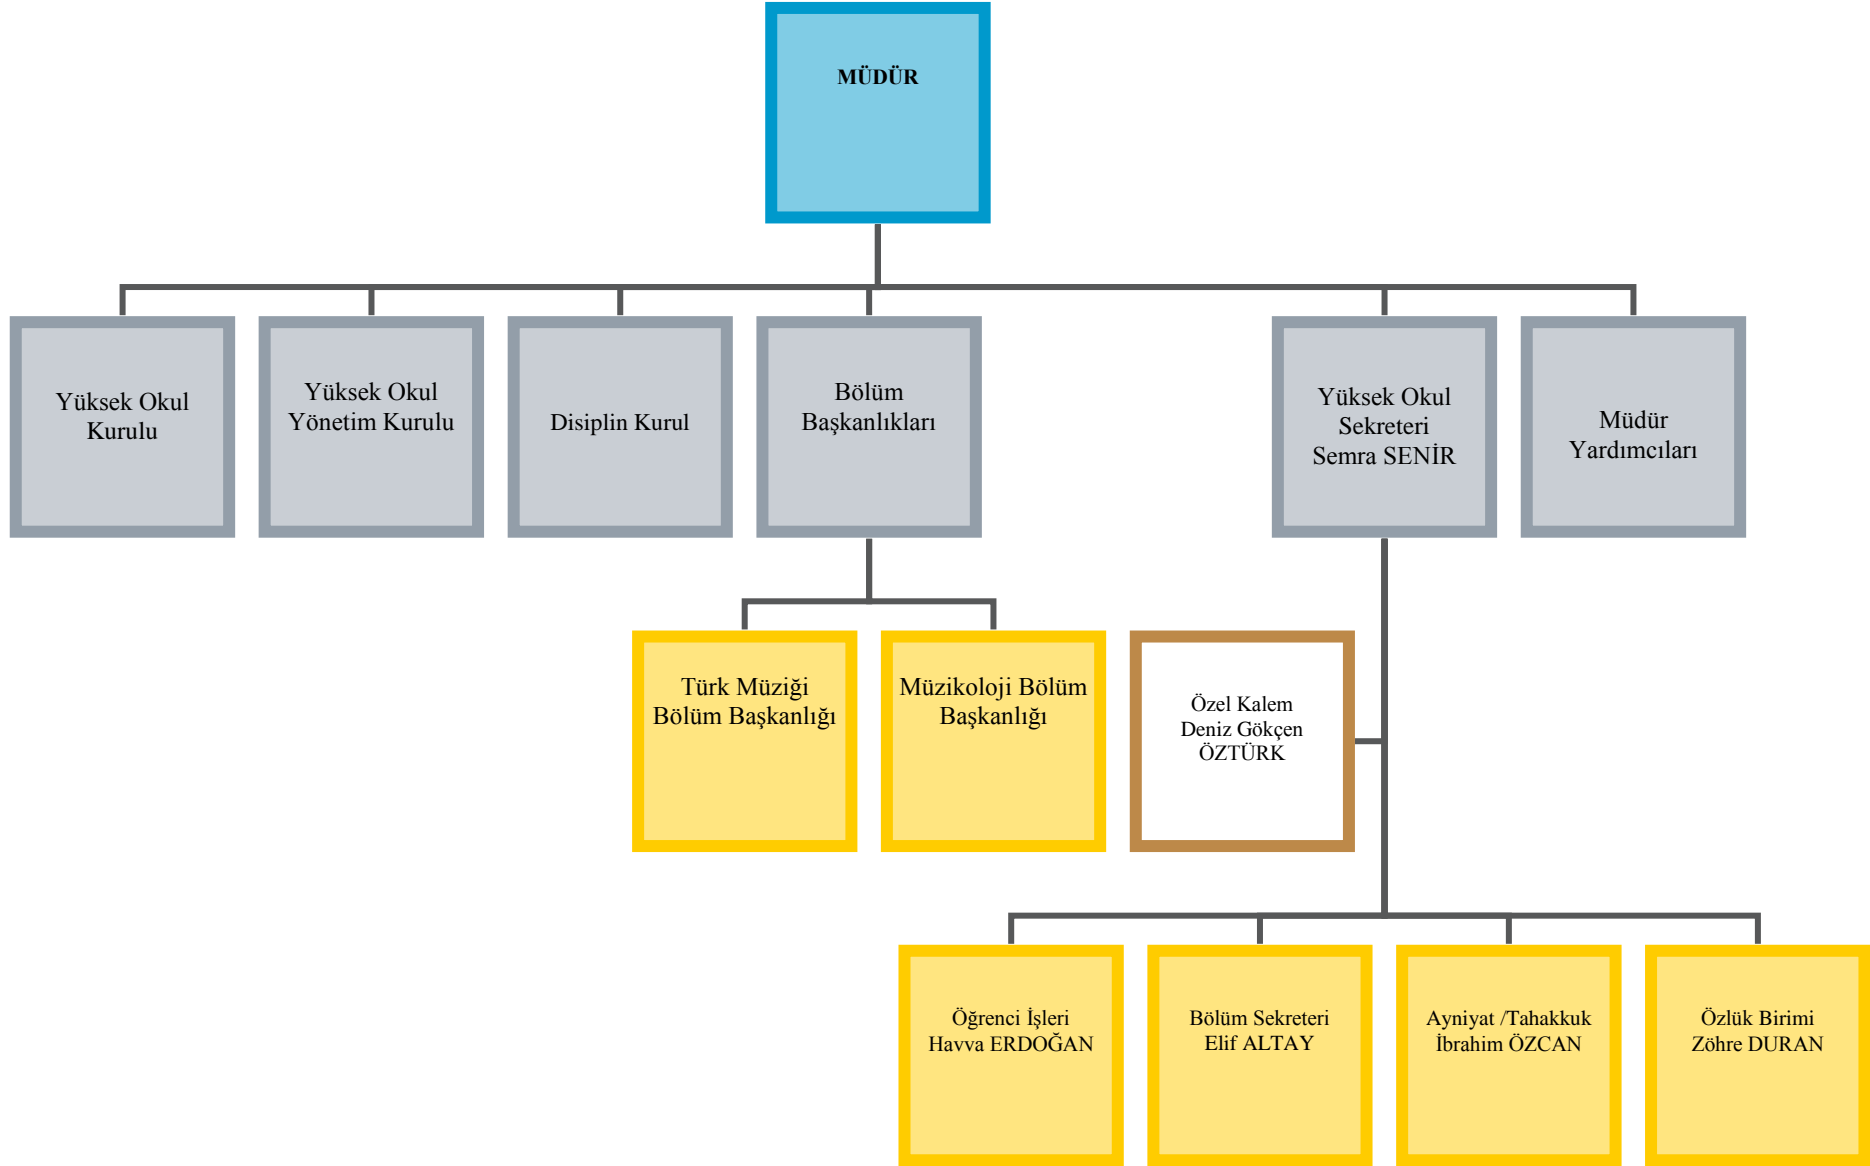 MÜDÜR
Yüksek Okul
Kurulu
Yüksek Okul
Yönetim Kurulu
Disiplin Kurul
Bölüm
Başkanlıkları
Yüksek Okul
Sekreteri
Semra SENİR
Müdür
Yardımcıları
Türk Müziği
Bölüm Başkanlığı
Müzikoloji Bölüm
Başkanlığı
Özel Kalem
Deniz Gökçen
ÖZTÜRK
Öğrenci İşleri
Havva ERDOĞAN
Bölüm Sekreteri
Elif ALTAY
Ayniyat /Tahakkuk
İbrahim ÖZCAN
Özlük Birimi
Zöhre DURAN